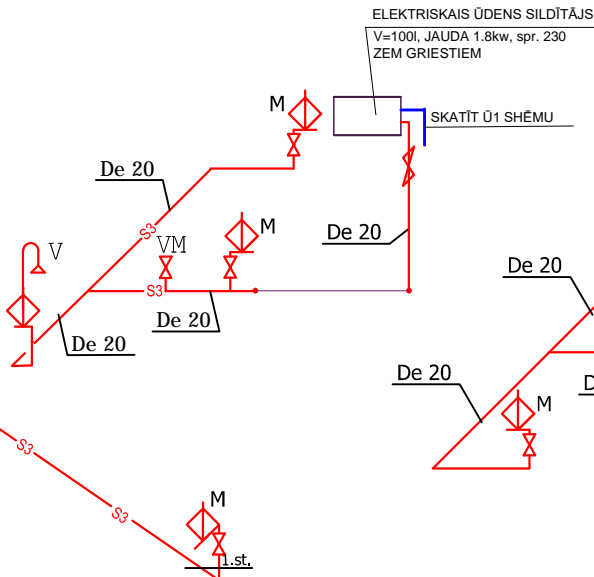 ELEKTRISKAIS ŪDENS SILDĪTĀJS
V=100l, JAUDA 1.8kw, spr. 230
ZEM GRIESTIEM
M
SKATĪT Ū1 SHĒMU
De 20
S3
M
De 20
V
VM
S3
De 20
De 20
De 20
De 20
D
M
S3
S3
M
1.st.